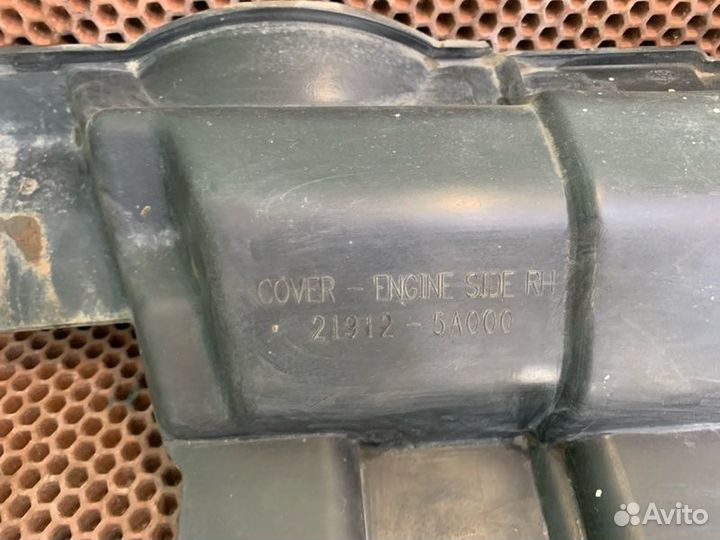 COVER - ENGINE SIDE RH
21912 - 5A000
Avito